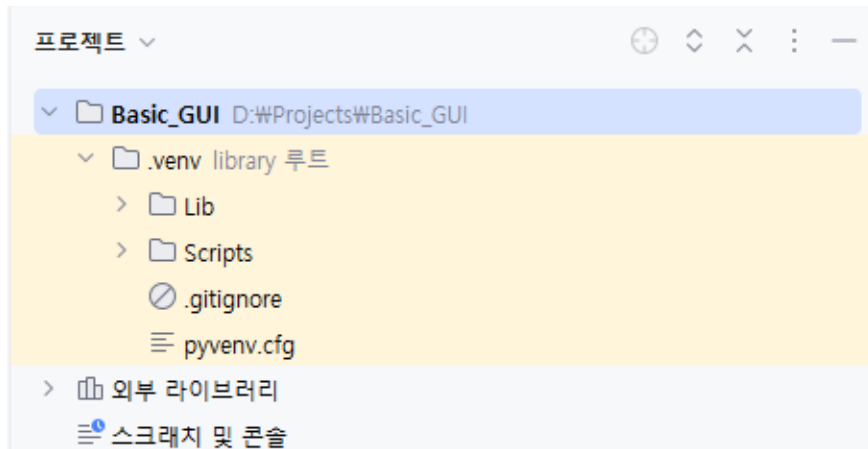 프로젝트
Basic_GUI D:₩Projects₩Basic_GUI
.venv library 루트
Lib
Scripts
.gitignore
pyvenv.cfg
외부 라이브러리
스크래치 및 콘솔